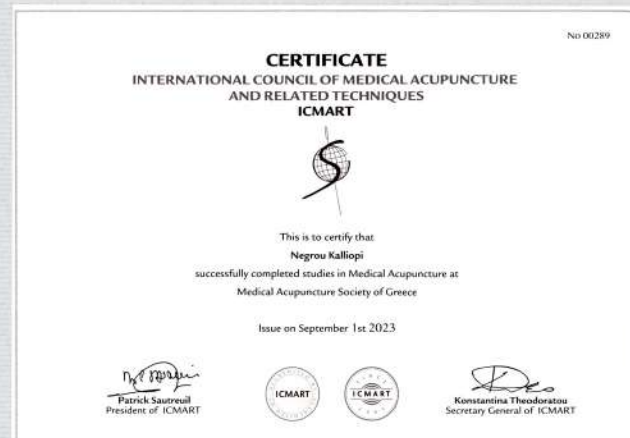 No 00289
CERTIFICATE
INTERNATIONAL COUNCIL OF MEDICAL ACUPUNCTURE
AND RELATED TECHNIQUES
ICMART
This is to certify that
Negrou Kalliopi
successfully completed studies in Medical Acupuncture at
Medical Acupuncture Society of Greece
Issue on September 1st 2023
Patrick Sautreuil
President of ICMART
ICMART
ICMART
Konstantina Theodoratou
Secretary General of ICMART